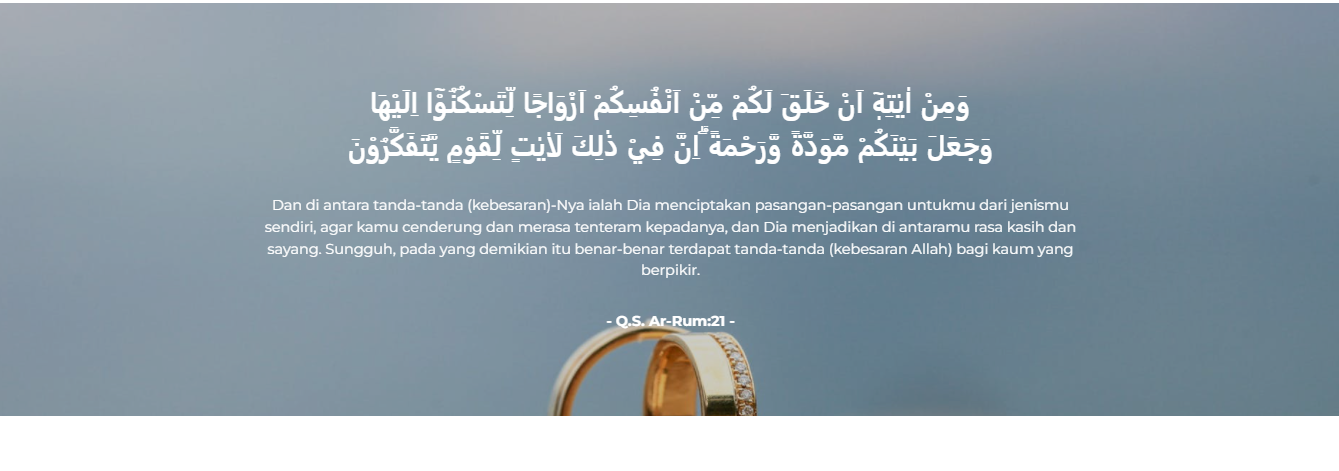 وَمِنْ اٰيٰتِهٖٓ اَنْ خَلَقَ لَكُمْ مِّنْ اَنْفُسِكُمْ اَزْوَاجًا لِّتَسْكُنُوْٓا اِلَيْهَا
وَجَعَلَ بَيْنَكُمْ مَّوَدَّةً وَّرَحْمَةً ۗاِنَّ فِيْ ذٰلِكَ لَاٰيٰتٍ لِّقَوْمٍ يَّتَفَكَّرُوْنَ
Dan di antara tanda-tanda (kebesaran)-Nya ialah Dia menciptakan pasangan-pasangan untukmu dari jenismu
sendiri, agar kamu cenderung dan merasa tenteram kepadanya, dan Dia menjadikan di antaramu rasa kasih dan
sayang. Sungguh, pada yang demikian itu benar-benar terdapat tanda-tanda (kebesaran Allah) bagi kaum yang
berpikir.
- Q.S. Ar-Rum:21 -